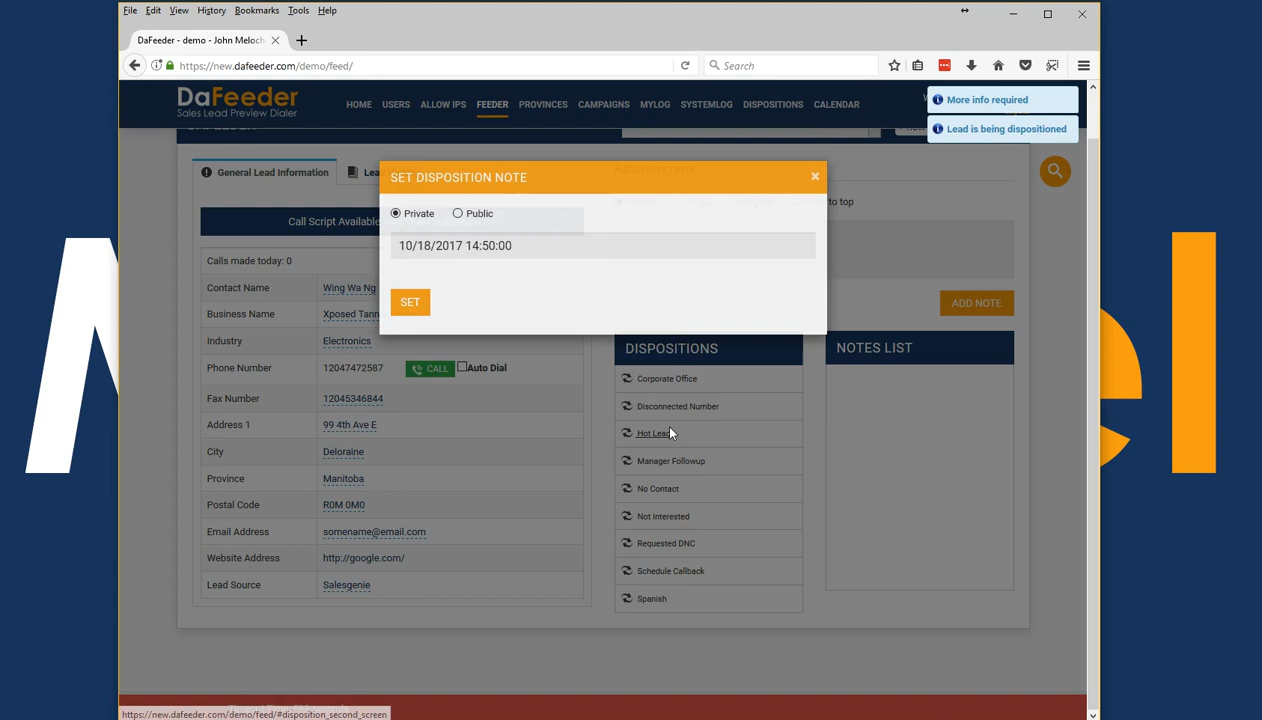 File Edit View History Bookmarks Tools Help
DaFeeder - demo - John Meloch
https://new.dafeeder.com/demo/feed/
Search
DaFeeder
Sales Lead Preview Dialer
HOME USERS ALLOW IPS FEEDER PROVINCES CAMPAIGNS MYLOG SYSTEMLOG DISPOSITIONS CALENDAR
More info required
Lead is being dispositioned
General Lead Information
SET DISPOSITION NOTE
Private Public
to top
10/18/2017 14:50:00
SET
Call Script Available
Calls made today: 0
Contact Name Wing Wa Ng
Business Name Xposed Tann
Industry Electronics
Phone Number 12047472587 CALL Auto Dial
Fax Number 12045346844
Address 1 99 4th Ave E
City Deloraine
Province Manitoba
Postal Code R0M 0M0
Email Address somename@email.com
Website Address http://google.com/
Lead Source Salesgenie
ADD NOTE
DISPOSITIONS
Corporate Office
Disconnected Number
Hot Lead
Manager Followup
No Contact
Not Interested
Requested DNC
Schedule Callback
Spanish
NOTES LIST
https://new.dafeeder.com/demo/feed/#disposition_second_screen